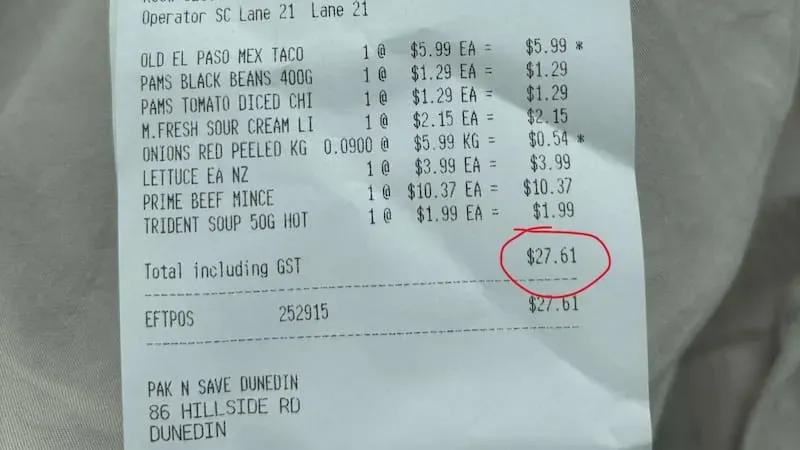 Operator SC Lane 21 Lane 21
OLD EL PASO MEX TACO 1 @ $5.99 EA = $5.99 *
PAMS BLACK BEANS 400G 1 @ $1.29 EA = $1.29
PAMS TOMATO DICED CHI 1 @ $1.29 EA = $1.29
M.FRESH SOUR CREAM LI 1 @ $2.15 EA = $2.15
ONIONS RED PEELED KG 0.0900 @ $5.99 KG = $0.54 *
LETTUCE EA NZ 1 @ $3.99 EA = $3.99
PRIME BEEF MINCE 1 @ $10.37 EA = $10.37
TRIDENT SOUP 50G HOT 1 @ $1.99 EA = $1.99
Total including GST $27.61
EFTPOS 252915 $27.61
PAK N SAVE DUNEDIN
86 HILLSIDE RD
DUNEDIN